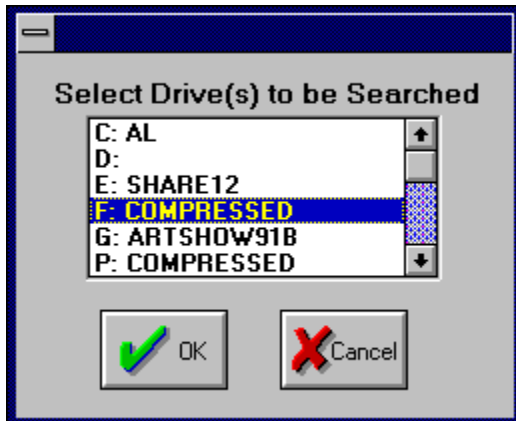 Select Drive(s) to be Searched
C: AL
D:
E: SHARE12
F: COMPRESSED
G: ARTSHOW91B
P: COMPRESSED
OK
Cancel